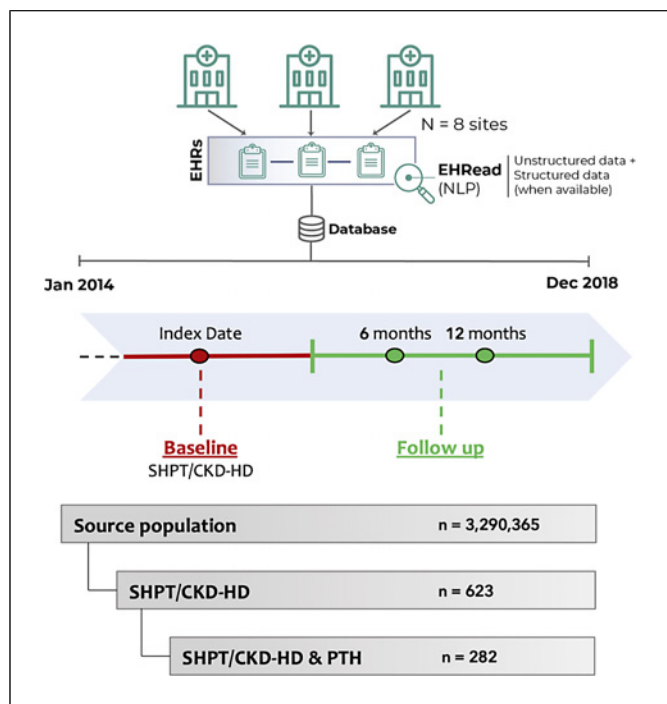 N = 8 sites
EHRs
EHRead
(NLP)
Unstructured data +
Structured data
(when available)
Database
Jan 2014
Dec 2018
Index Date
6 months
12 months
Baseline
SHPT/CKD-HD
Follow up
Source population n = 3,290,365
SHPT/CKD-HD n = 623
SHPT/CKD-HD & PTH n = 282